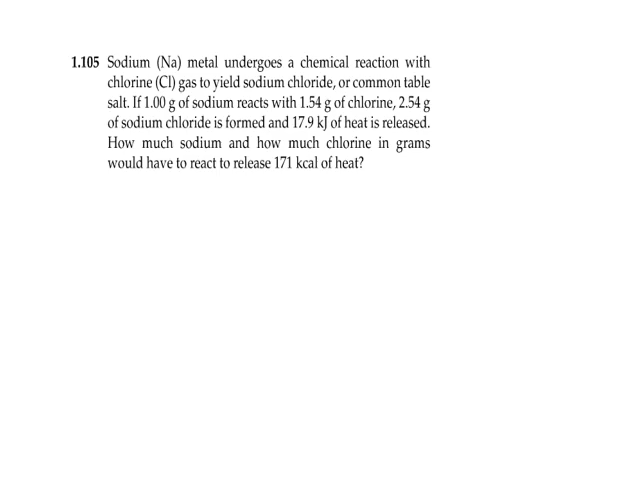 1.105 Sodium (Na) metal undergoes a chemical reaction with
chlorine (Cl) gas to yield sodium chloride, or common table
salt. If 1.00 g of sodium reacts with 1.54 g of chlorine, 2.54 g
of sodium chloride is formed and 17.9 kJ of heat is released.
How much sodium and how much chlorine in grams
would have to react to release 171 kcal of heat?